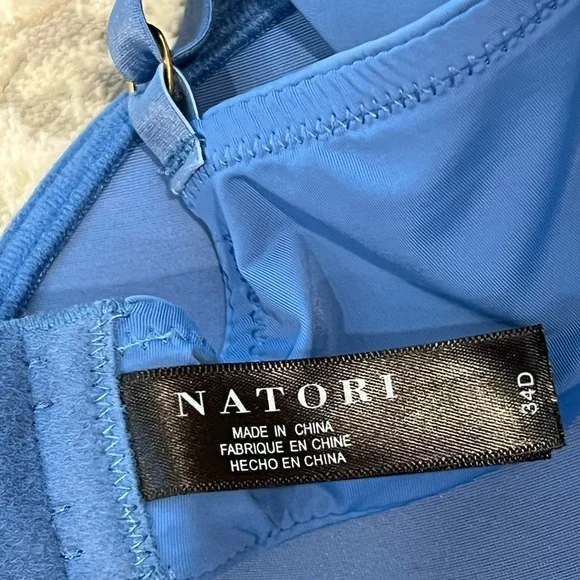 NATORI
MADE IN CHINA
FABRIQUE EN CHINE
HECHO EN CHINA
34D